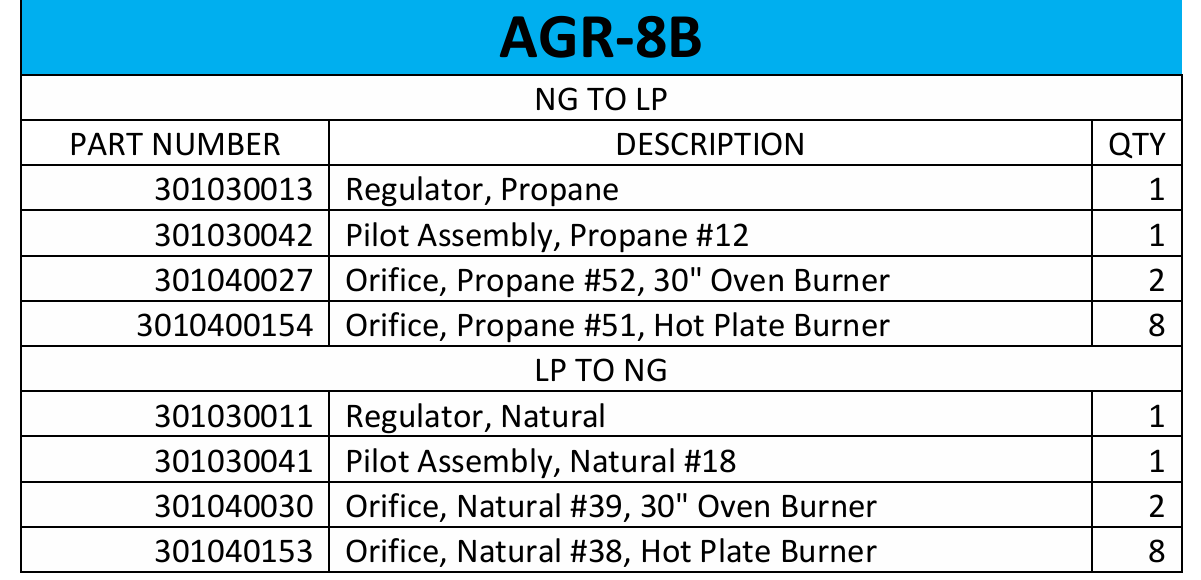 AGR-8B
NG TO LP
PART NUMBER DESCRIPTION QTY
301030013 Regulator, Propane 1
301030042 Pilot Assembly, Propane #12 1
301040027 Orifice, Propane #52, 30" Oven Burner 2
3010400154 Orifice, Propane #51, Hot Plate Burner 8
LP TO NG
301030011 Regulator, Natural 1
301030041 Pilot Assembly, Natural #18 1
301040030 Orifice, Natural #39, 30" Oven Burner 2
301040153 Orifice, Natural #38, Hot Plate Burner 8